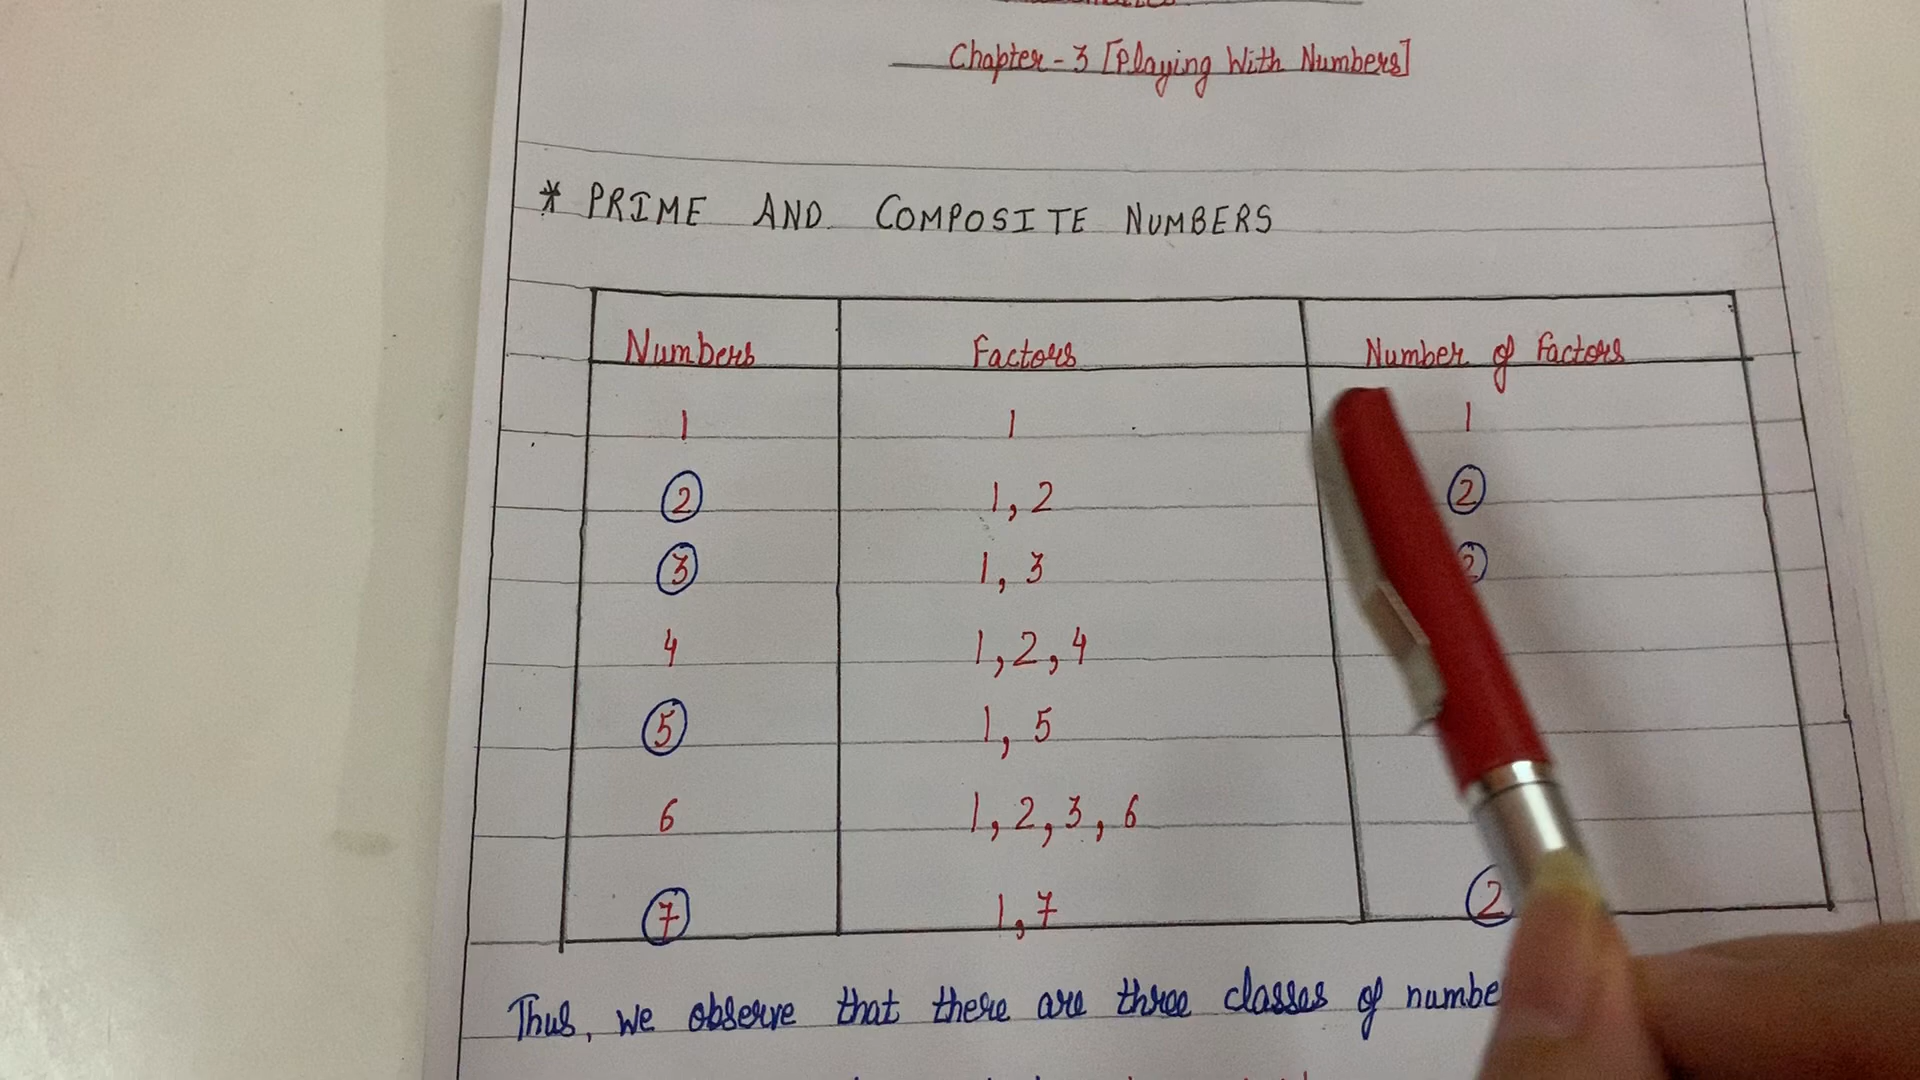 Chapter - 3 [Playing With Numbers]
* PRIME AND COMPOSITE NUMBERS
Numbers Factors Number of Factors
1 1 1
2 1, 2 2
3 1, 3 2
4 1, 2, 4
5 1, 5
6 1, 2, 3, 6
7 1, 7 2
Thus, we observe that there are three classes of